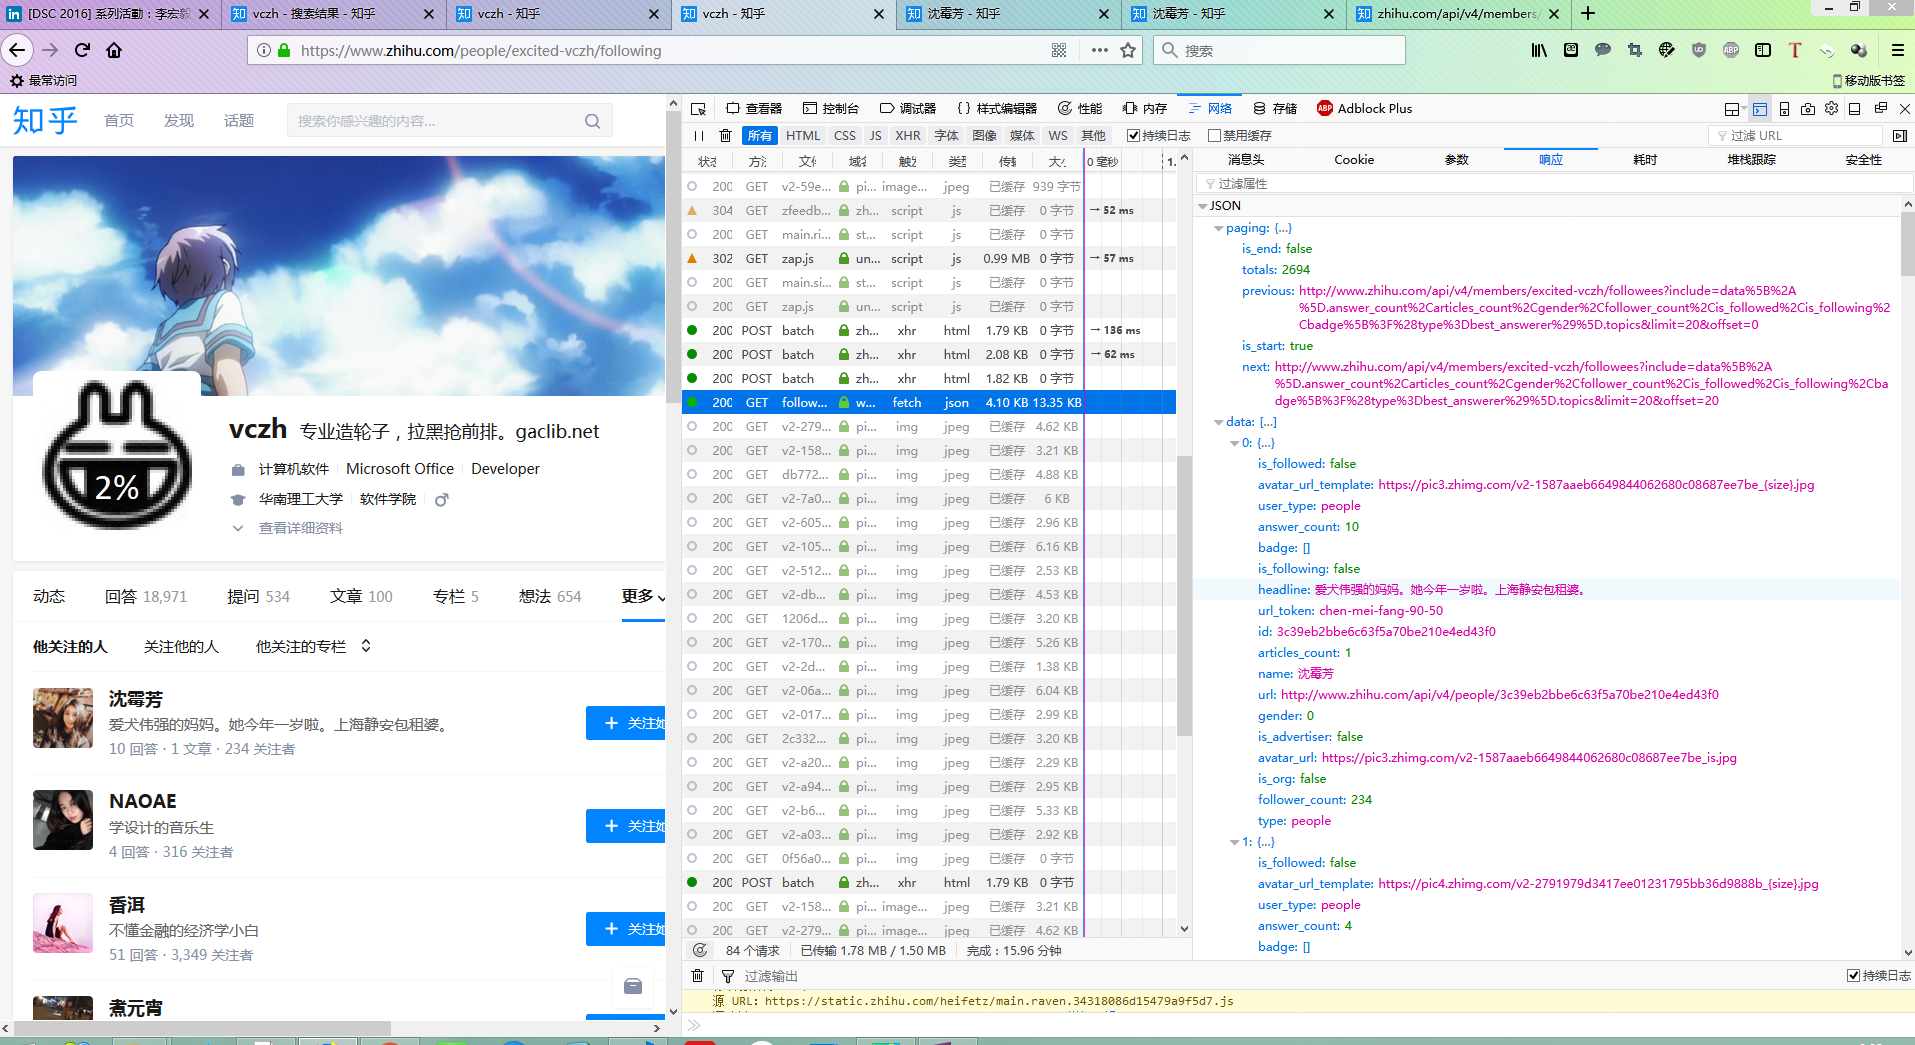 [DSC 2016] 系列活動：李宏毅
vczh - 搜索结果 - 知乎
vczh - 知乎
vczh - 知乎
沈霉芳 - 知乎
沈霉芳 - 知乎
zhihu.com/api/v4/members/
https://www.zhihu.com/people/excited-vczh/following
搜索
最常访问
移动版书签
知乎 首页 发现 话题 搜索你感兴趣的内容...
2%
vczh 专业造轮子，拉黑抢前排。gaclib.net
计算机软件 Microsoft Office Developer
华南理工大学 软件学院
查看详细资料
动态 回答 18,971 提问 534 文章 100 专栏 5 想法 654 更多
他关注的人 关注他的人 他关注的专栏
沈霉芳
爱犬伟强的妈妈。她今年一岁啦。上海静安包租婆。
10 回答 · 1 文章 · 234 关注者
+ 关注她
NAOAE
学设计的音乐生
4 回答 · 316 关注者
+ 关注她
香洱
不懂金融的经济学小白
51 回答 · 3,349 关注者
+ 关注她
煮元宵
查看器 控制台 调试器 {} 样式编辑器 性能 内存 网络 存储 ABP Adblock Plus
所有 HTML CSS JS XHR 字体 图像 媒体 WS 其他 持续日志 禁用缓存 过滤 URL
状态 方法 文件 域名 触发 类型 传输 大小 0 毫秒 1.
200 GET v2-59e... pi... image... jpeg 已缓存 939 字节
304 GET zfeedb... zh... script js 已缓存 0 字节 → 52 ms
200 GET main.ri... st... script js 已缓存 0 字节
302 GET zap.js un... script js 0.99 MB 0 字节 → 57 ms
200 GET main.si... st... script js 已缓存 0 字节
200 GET zap.js un... script js 已缓存 0 字节
200 POST batch zh... xhr html 1.79 KB 0 字节 → 136 ms
200 POST batch zh... xhr html 2.08 KB 0 字节 → 62 ms
200 POST batch zh... xhr html 1.82 KB 0 字节
200 GET follow... w... fetch json 4.10 KB 13.35 KB
200 GET v2-279... pi... img jpeg 已缓存 4.62 KB
200 GET v2-158... pi... img jpeg 已缓存 3.21 KB
200 GET db772... pi... img jpeg 已缓存 4.88 KB
200 GET v2-7a0... pi... img jpeg 已缓存 6 KB
200 GET v2-605... pi... img jpeg 已缓存 2.96 KB
200 GET v2-105... pi... img jpeg 已缓存 6.16 KB
200 GET v2-512... pi... img jpeg 已缓存 2.53 KB
200 GET v2-db... pi... img jpeg 已缓存 4.53 KB
200 GET 1206d... pi... img jpeg 已缓存 3.20 KB
200 GET v2-170... pi... img jpeg 已缓存 5.26 KB
200 GET v2-2d... pi... img jpeg 已缓存 1.38 KB
200 GET v2-06a... pi... img jpeg 已缓存 6.04 KB
200 GET v2-017... pi... img jpeg 已缓存 2.99 KB
200 GET 2c332... pi... img jpeg 已缓存 3.20 KB
200 GET v2-a20... pi... img jpeg 已缓存 2.29 KB
200 GET v2-a94... pi... img jpeg 已缓存 2.95 KB
200 GET v2-b6... pi... img jpeg 已缓存 5.33 KB
200 GET v2-a03... pi... img jpeg 已缓存 2.92 KB
200 GET 0f56a0... pi... img jpeg 已缓存 0 字节
200 POST batch zh... xhr html 1.79 KB 0 字节
200 GET v2-158... pi... image... jpeg 已缓存 3.21 KB
200 GET v2-279... pi... image... jpeg 已缓存 4.62 KB
84 个请求 已传输 1.78 MB / 1.50 MB 完成：15.96 分钟
消息头 Cookie 参数 响应 耗时 堆栈跟踪 安全性
过滤属性
JSON
paging: {...}
is_end: false
totals: 2694
previous: http://www.zhihu.com/api/v4/members/excited-vczh/followees?include=data%5B%2A
%5D.answer_count%2Carticles_count%2Cgender%2Cfollower_count%2Cis_followed%2Cis_following%2
Cbadge%5B%3F%28type%3Dbest_answerer%29%5D.topics&limit=20&offset=0
is_start: true
next: http://www.zhihu.com/api/v4/members/excited-vczh/followees?include=data%5B%2A
%5D.answer_count%2Carticles_count%2Cgender%2Cfollower_count%2Cis_followed%2Cis_following%2Cba
dge%5B%3F%28type%3Dbest_answerer%29%5D.topics&limit=20&offset=20
data: [...]
0: {...}
is_followed: false
avatar_url_template: https://pic3.zhimg.com/v2-1587aaeb6649844062680c08687ee7be_{size}.jpg
user_type: people
answer_count: 10
badge: []
is_following: false
headline: 爱犬伟强的妈妈。她今年一岁啦。上海静安包租婆。
url_token: chen-mei-fang-90-50
id: 3c39eb2bbe6c63f5a70be210e4ed43f0
articles_count: 1
name: 沈霉芳
url: http://www.zhihu.com/api/v4/people/3c39eb2bbe6c63f5a70be210e4ed43f0
gender: 0
is_advertiser: false
avatar_url: https://pic3.zhimg.com/v2-1587aaeb6649844062680c08687ee7be_is.jpg
is_org: false
follower_count: 234
type: people
1: {...}
is_followed: false
avatar_url_template: https://pic4.zhimg.com/v2-2791979d3417ee01231795bb36d9888b_{size}.jpg
user_type: people
answer_count: 4
badge: []
过滤输出 持续日志
源 URL: https://static.zhihu.com/heifetz/main.raven.34318086d15479a9f5d7.js